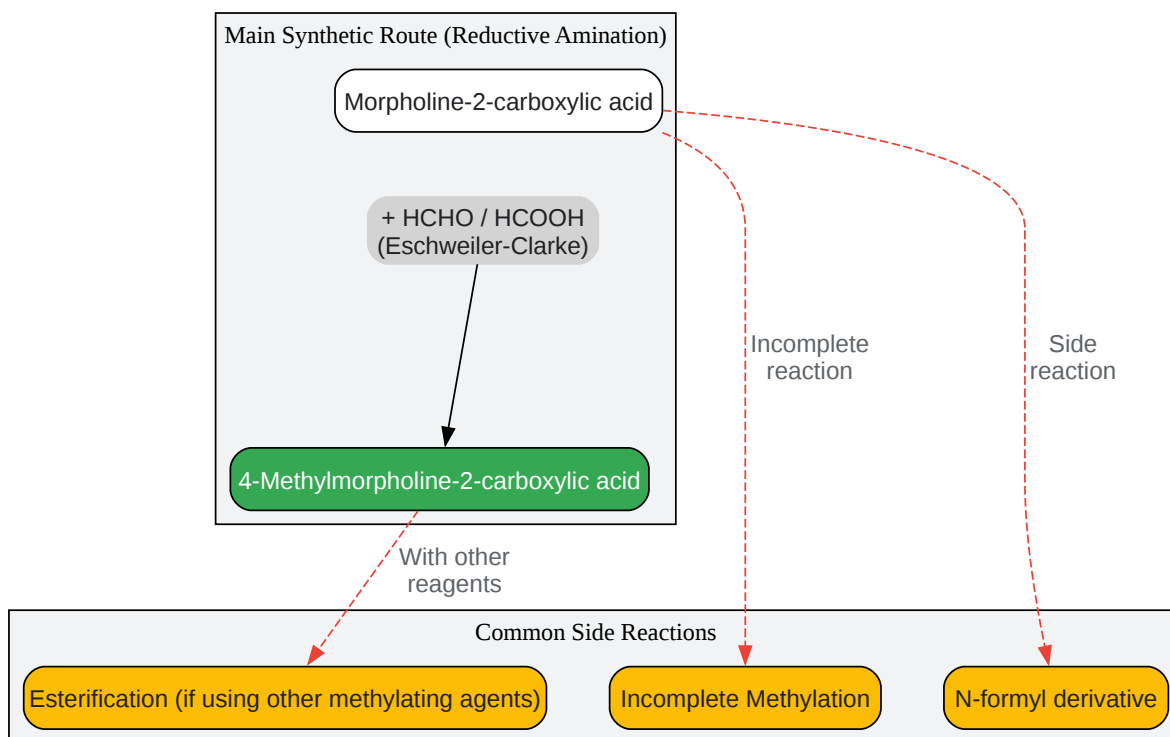 Main Synthetic Route (Reductive Amination)
Morpholine-2-carboxylic acid
+ HCHO / HCOOH
(Eschweiler-Clarke)
Incomplete
reaction
Side
reaction
4-Methylmorpholine-2-carboxylic acid
With other
reagents
Common Side Reactions
Esterification (if using other methylating agents)
Incomplete Methylation
N-formyl derivative